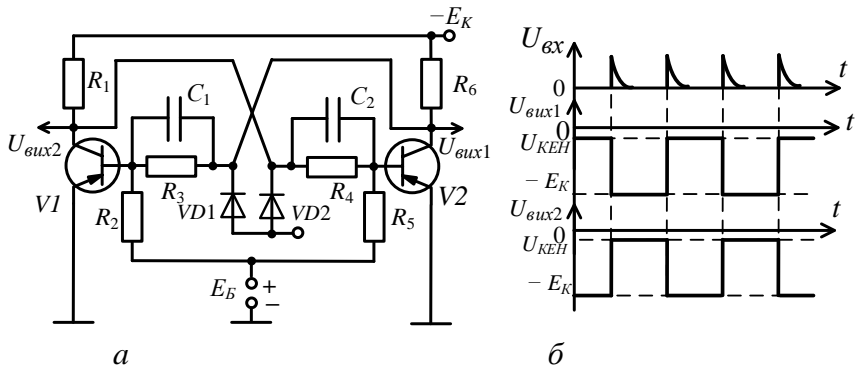 −E_К
R_1
C_1
C_2
R_6
U_вих2
U_вих1
V1
R_3
R_4
V2
R_2
VD1
VD2
R_5
E_Б
+
−
а
U_вх
t
0
U_вих1
0
t
U_КЕН
− E_К
U_вих2
t
0
U_КЕН
− E_К
б